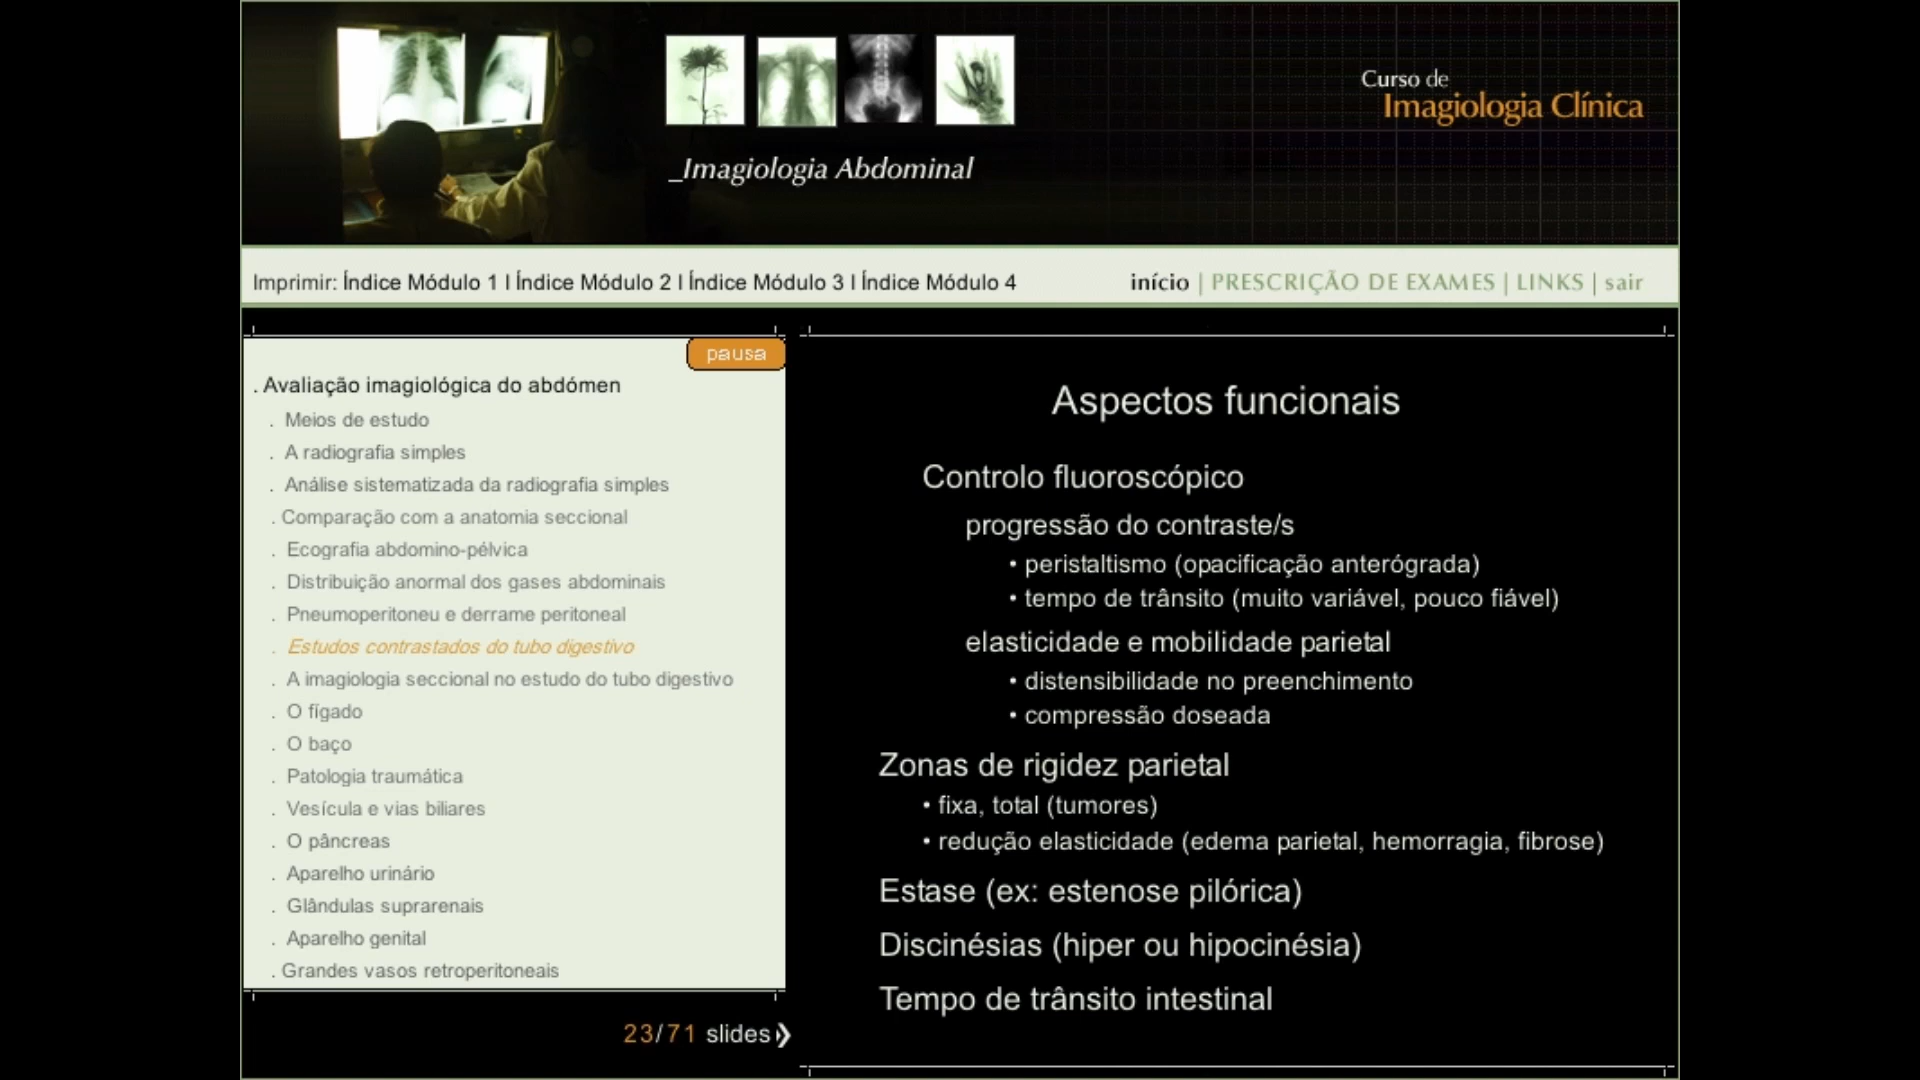 Curso de
Imagiologia Clínica
_Imagiologia Abdominal
Imprimir: Índice Módulo 1 I Índice Módulo 2 I Índice Módulo 3 I Índice Módulo 4
início | PRESCRIÇÃO DE EXAMES | LINKS | sair
pausa
. Avaliação imagiológica do abdómen
. Meios de estudo
. A radiografia simples
. Análise sistematizada da radiografia simples
. Comparação com a anatomia seccional
. Ecografia abdomino-pélvica
. Distribuição anormal dos gases abdominais
. Pneumoperitoneu e derrame peritoneal
. Estudos contrastados do tubo digestivo
. A imagiologia seccional no estudo do tubo digestivo
. O fígado
. O baço
. Patologia traumática
. Vesícula e vias biliares
. O pâncreas
. Aparelho urinário
. Glândulas suprarenais
. Aparelho genital
. Grandes vasos retroperitoneais
23/71 slides
Aspectos funcionais
Controlo fluoroscópico
progressão do contraste/s
• peristaltismo (opacificação anterógrada)
• tempo de trânsito (muito variável, pouco fiável)
elasticidade e mobilidade parietal
• distensibilidade no preenchimento
• compressão doseada
Zonas de rigidez parietal
• fixa, total (tumores)
• redução elasticidade (edema parietal, hemorragia, fibrose)
Estase (ex: estenose pilórica)
Discinésias (hiper ou hipocinésia)
Tempo de trânsito intestinal